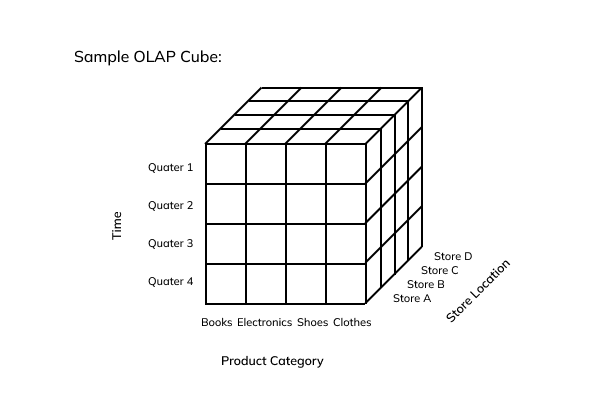 Sample OLAP Cube:
Quater 1
Quater 2
Quater 3
Quater 4
Time
Store D
Store C
Store B
Store A
Store Location
Books Electronics Shoes Clothes
Product Category